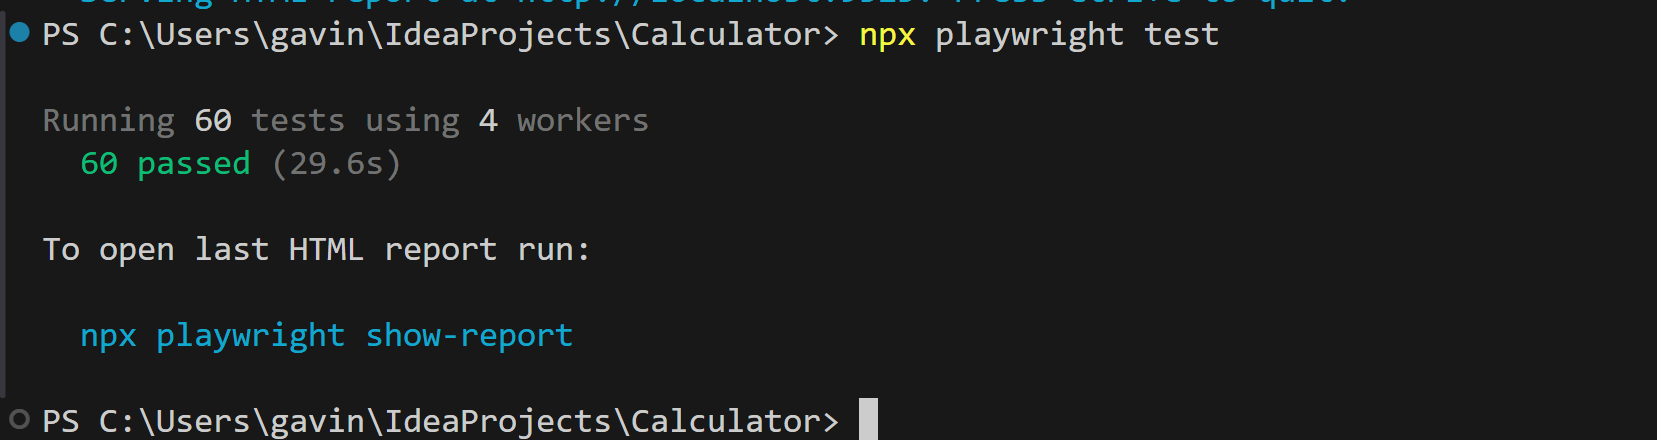 PS C:\Users\gavin\IdeaProjects\Calculator> npx playwright test
Running 60 tests using 4 workers
60 passed (29.6s)
To open last HTML report run:
npx playwright show-report
PS C:\Users\gavin\IdeaProjects\Calculator>